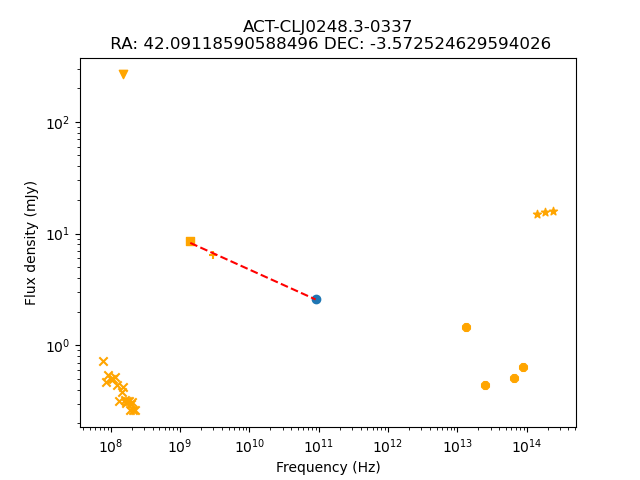 ACT-CLJ0248.3-0337
RA: 42.09118590588496 DEC: -3.572524629594026
Flux density (mJy)
10²
10¹
10⁰
10⁸ 10⁹ 10¹⁰ 10¹¹ 10¹² 10¹³ 10¹⁴
Frequency (Hz)